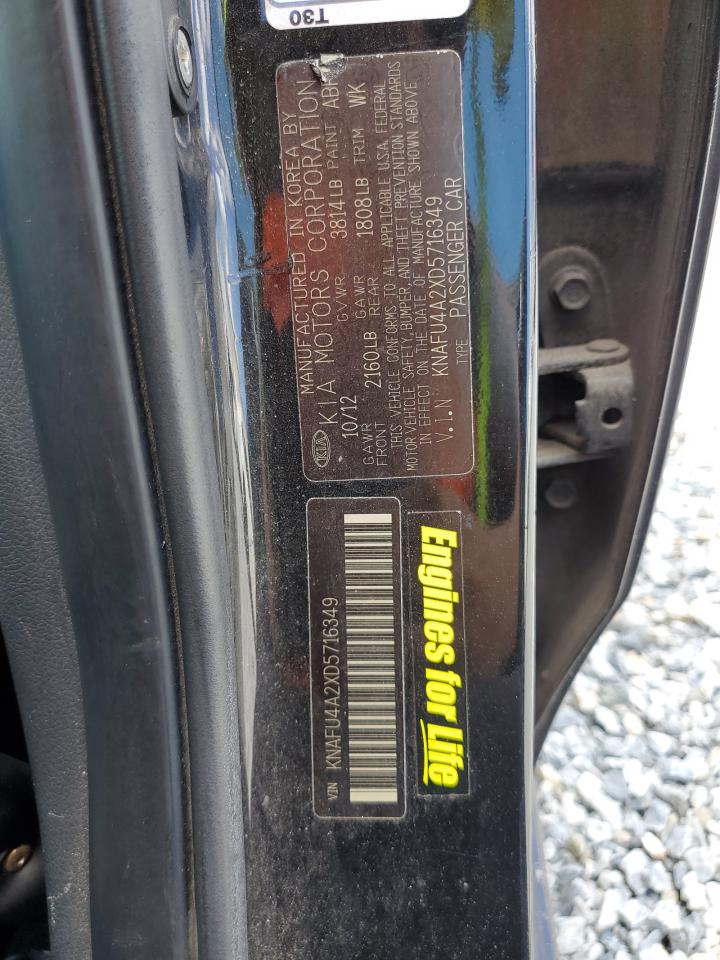 T30
MANUFACTURED IN KOREA BY
KIA KIA MOTORS CORPORATION
10/12 GVWR 3814LB PAINT
GAWR FRONT 2160LB GAWR REAR 1808LB TRIM WK
THIS VEHICLE CONFORMS TO ALL APPLICABLE U.S.A. FEDERAL
MOTOR VEHICLE SAFETY, BUMPER, AND THEFT PREVENTION STANDARDS
IN EFFECT ON THE DATE OF MANUFACTURE SHOWN ABOVE
V.I.N KNAFU4A2XD5716349
TYPE PASSENGER CAR
VIN KNAFU4A2XD5716349
Engines for Life